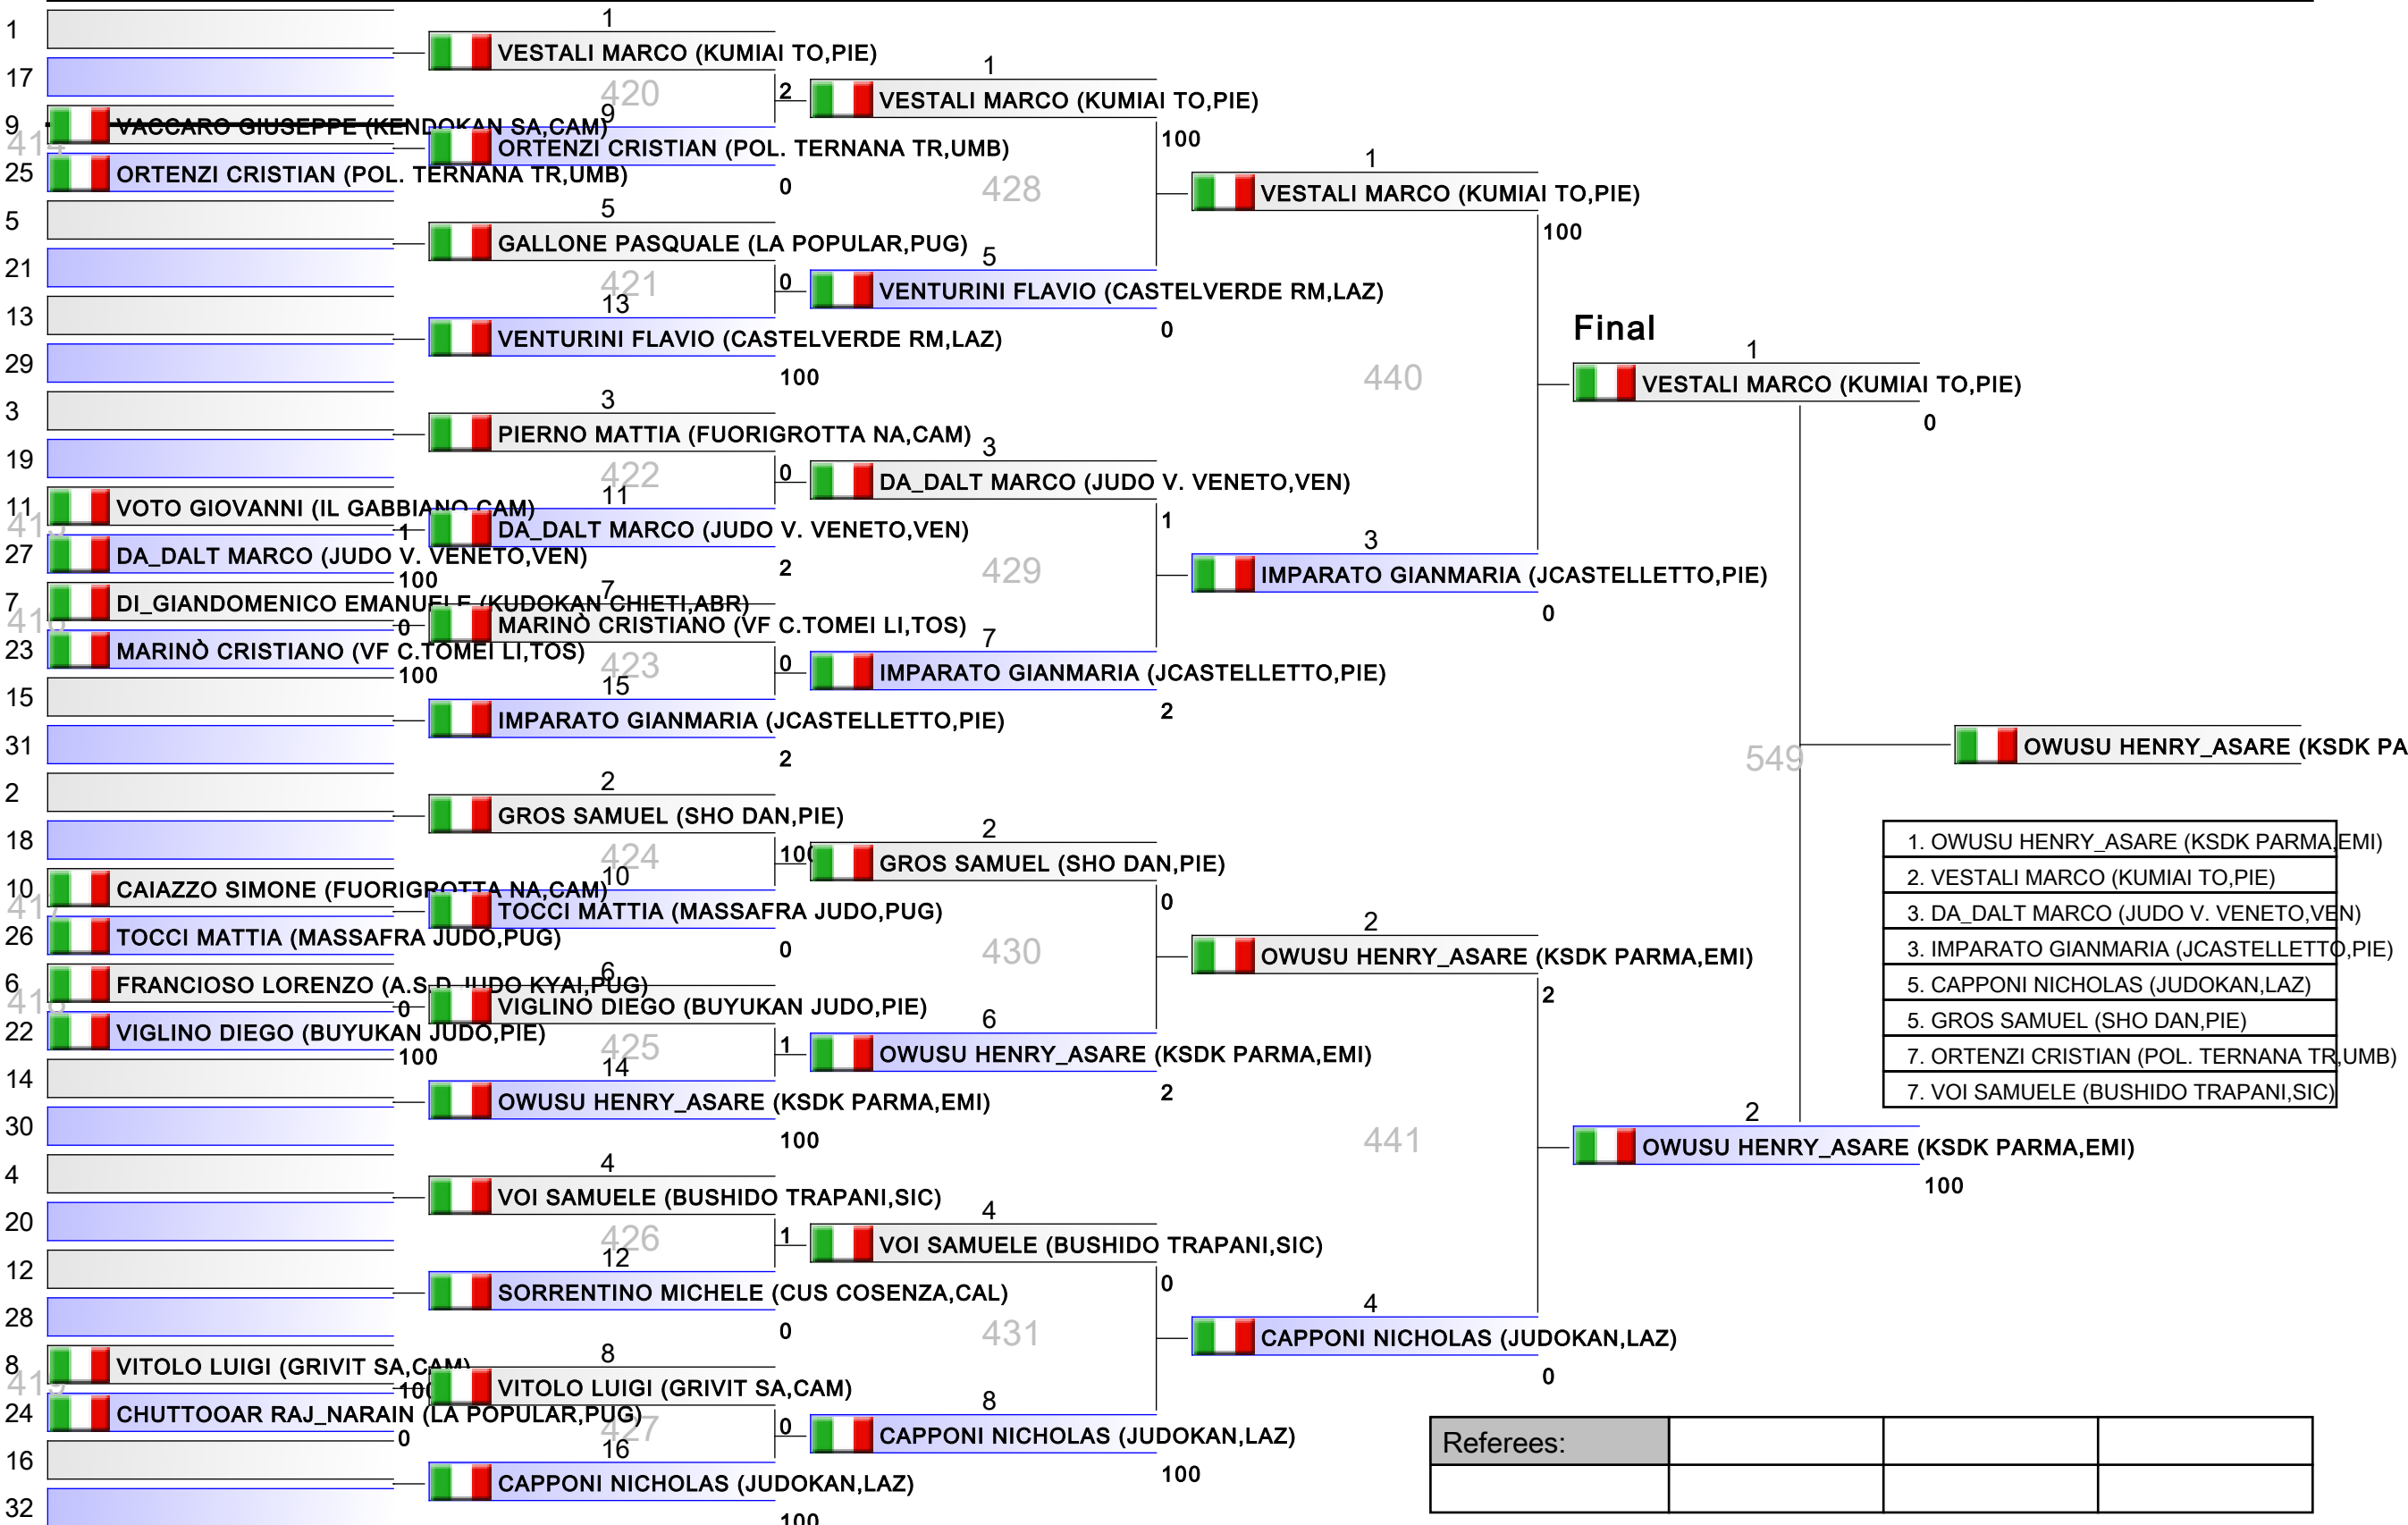 1
17
9 VACCARO GIUSEPPE (KENDOKAN SA,CAM)
25 ORTENZI CRISTIAN (POL. TERNANA TR,UMB)
5
21
13
29
3
19
11 VOTO GIOVANNI (IL GABBIANO,CAM)
1
27 DA_DALT MARCO (JUDO V. VENETO,VEN)
100
7 DI_GIANDOMENICO EMANUELE (KUDOKAN CHIETI,ABR)
0
23 MARINÒ CRISTIANO (VF C.TOMEI LI,TOS)
100
15
31
2
18
10 CAIAZZO SIMONE (FUORIGROTTA NA,CAM)
26 TOCCI MATTIA (MASSAFRA JUDO,PUG)
6 FRANCIOSO LORENZO (A.S.D JUDO KYAI,PUG)
0
22 VIGLINO DIEGO (BUYUKAN JUDO,PIE)
100
14
30
4
20
12
28
8 VITOLO LUIGI (GRIVIT SA,CAM)
100
24 CHUTTOOAR RAJ_NARAIN (LA POPULAR,PUG)
0
16
32
1
VESTALI MARCO (KUMIAI TO,PIE)
420
2
9
ORTENZI CRISTIAN (POL. TERNANA TR,UMB)
0
5
GALLONE PASQUALE (LA POPULAR,PUG)
421
0
13
VENTURINI FLAVIO (CASTELVERDE RM,LAZ)
100
3
PIERNO MATTIA (FUORIGROTTA NA,CAM)
422
0
11
DA_DALT MARCO (JUDO V. VENETO,VEN)
2
7
MARINÒ CRISTIANO (VF C.TOMEI LI,TOS)
423
0
15
IMPARATO GIANMARIA (JCASTELLETTO,PIE)
2
2
GROS SAMUEL (SHO DAN,PIE)
424
100
10
TOCCI MATTIA (MASSAFRA JUDO,PUG)
0
6
VIGLINO DIEGO (BUYUKAN JUDO,PIE)
425
1
14
OWUSU HENRY_ASARE (KSDK PARMA,EMI)
100
4
VOI SAMUELE (BUSHIDO TRAPANI,SIC)
426
1
12
SORRENTINO MICHELE (CUS COSENZA,CAL)
0
8
VITOLO LUIGI (GRIVIT SA,CAM)
427
0
16
CAPPONI NICHOLAS (JUDOKAN,LAZ)
100
1
VESTALI MARCO (KUMIAI TO,PIE)
100
428
5
VENTURINI FLAVIO (CASTELVERDE RM,LAZ)
0
3
DA_DALT MARCO (JUDO V. VENETO,VEN)
1
429
7
IMPARATO GIANMARIA (JCASTELLETTO,PIE)
2
2
GROS SAMUEL (SHO DAN,PIE)
0
430
6
OWUSU HENRY_ASARE (KSDK PARMA,EMI)
2
4
VOI SAMUELE (BUSHIDO TRAPANI,SIC)
0
431
8
CAPPONI NICHOLAS (JUDOKAN,LAZ)
100
1
VESTALI MARCO (KUMIAI TO,PIE)
100
440
3
IMPARATO GIANMARIA (JCASTELLETTO,PIE)
0
2
OWUSU HENRY_ASARE (KSDK PARMA,EMI)
2
441
4
CAPPONI NICHOLAS (JUDOKAN,LAZ)
0
Final
1
VESTALI MARCO (KUMIAI TO,PIE)
0
549
2
OWUSU HENRY_ASARE (KSDK PARMA,EMI)
100
OWUSU HENRY_ASARE (KSDK PA
1. OWUSU HENRY_ASARE (KSDK PARMA,EMI)
2. VESTALI MARCO (KUMIAI TO,PIE)
3. DA_DALT MARCO (JUDO V. VENETO,VEN)
3. IMPARATO GIANMARIA (JCASTELLETTO,PIE)
5. CAPPONI NICHOLAS (JUDOKAN,LAZ)
5. GROS SAMUEL (SHO DAN,PIE)
7. ORTENZI CRISTIAN (POL. TERNANA TR,UMB)
7. VOI SAMUELE (BUSHIDO TRAPANI,SIC)
Referees: